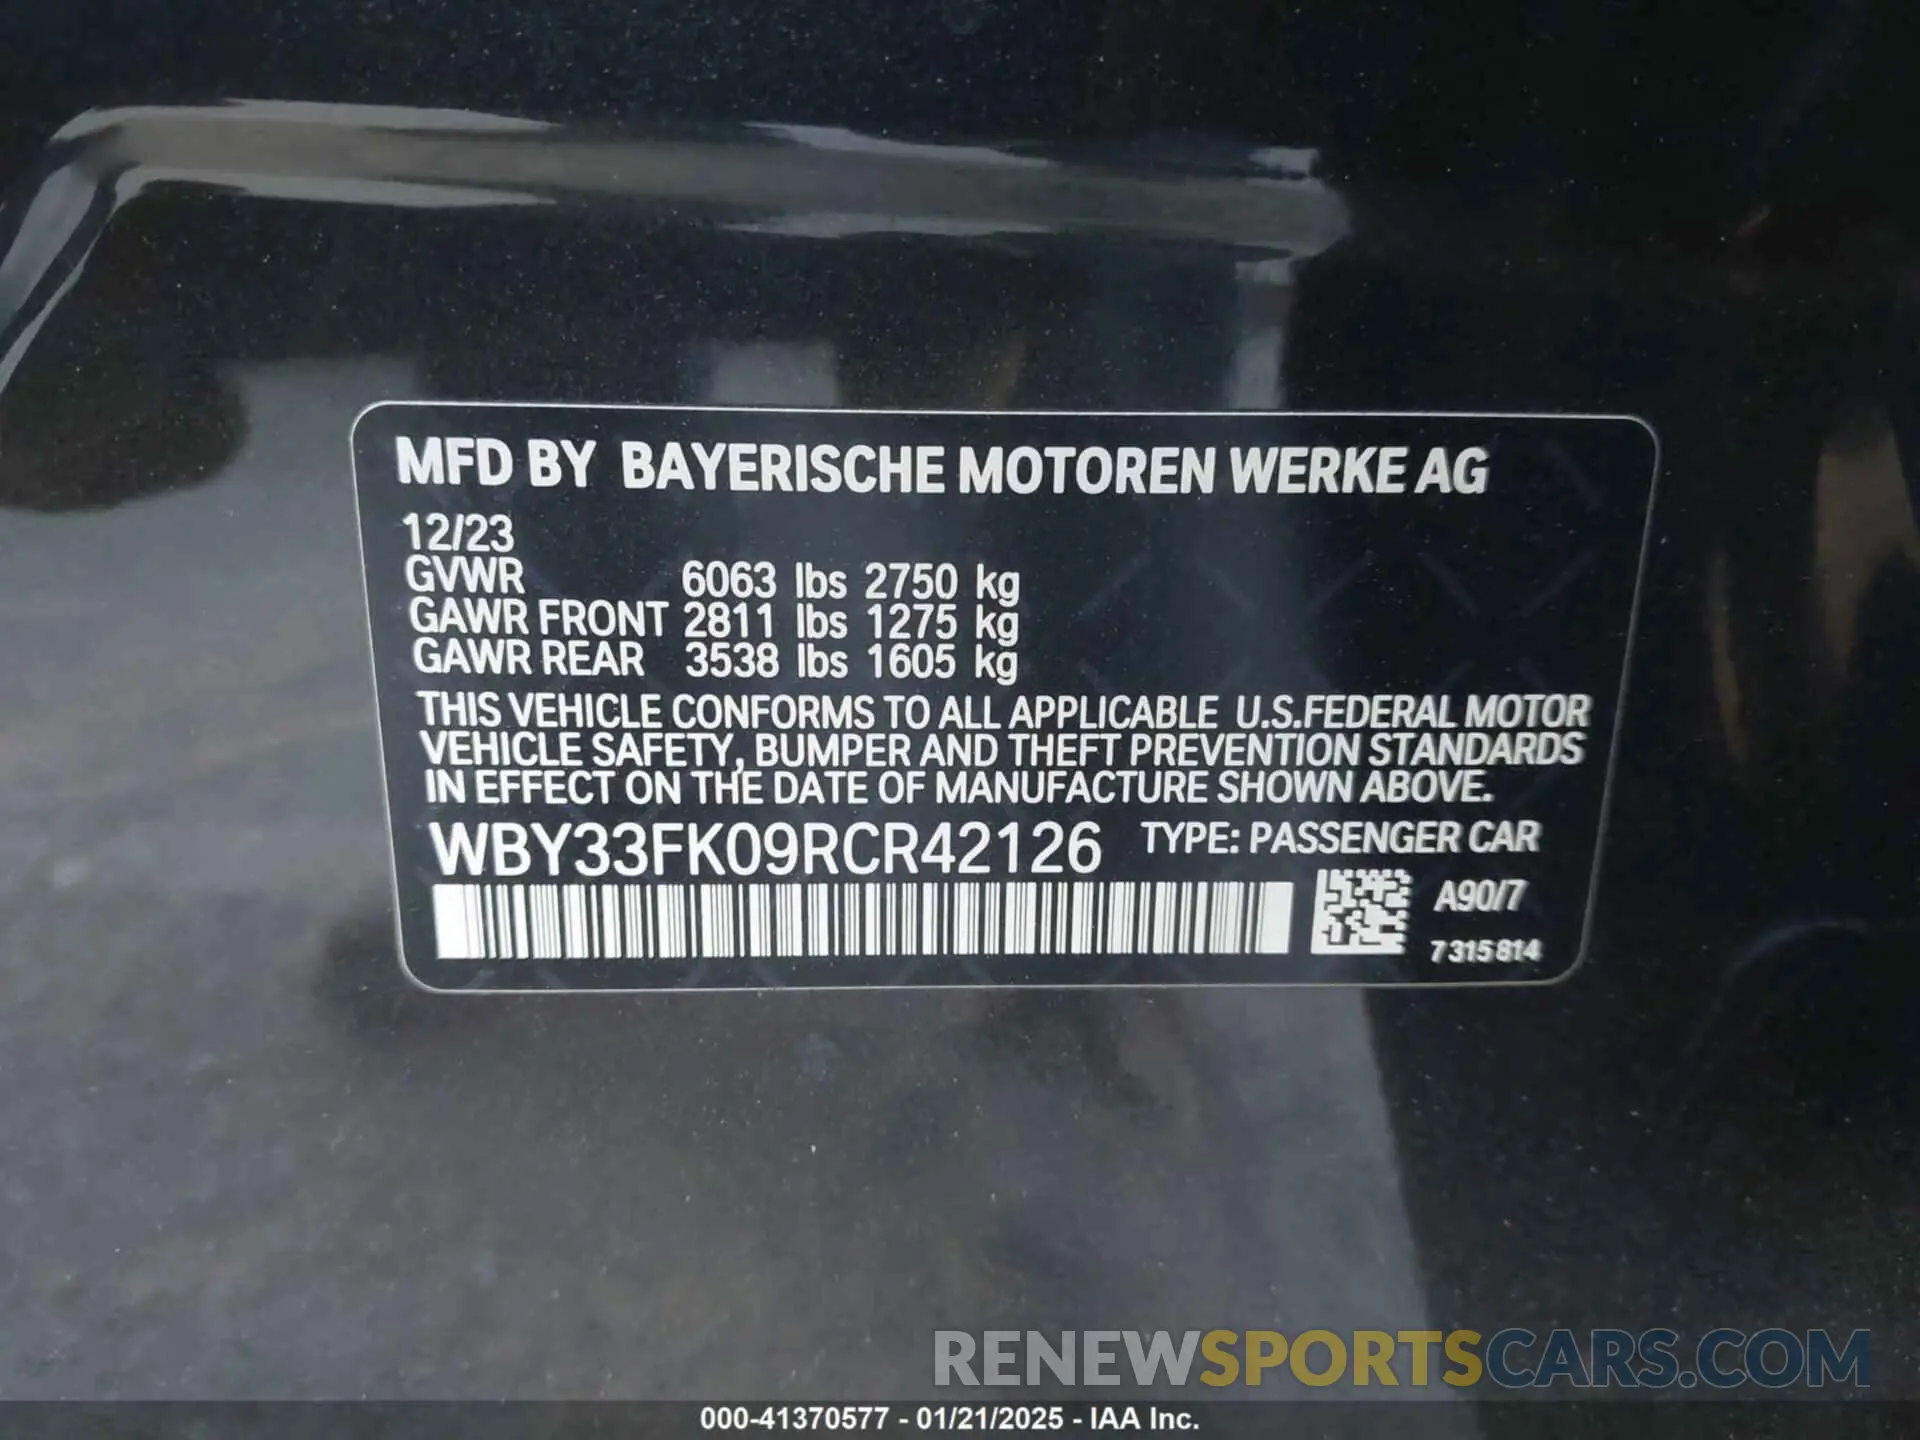 MFD BY BAYERISCHE MOTOREN WERKE AG
12/23
GVWR 6063 lbs 2750 kg
GAWR FRONT 2811 lbs 1275 kg
GAWR REAR 3538 lbs 1605 kg
THIS VEHICLE CONFORMS TO ALL APPLICABLE U.S.FEDERAL MOTOR
VEHICLE SAFETY, BUMPER AND THEFT PREVENTION STANDARDS
IN EFFECT ON THE DATE OF MANUFACTURE SHOWN ABOVE.
WBY33FK09RCR42126 TYPE: PASSENGER CAR
A90/7
7315814
RENEWSPORTSCARS.COM
000-41370577 - 01/21/2025 - IAA Inc.